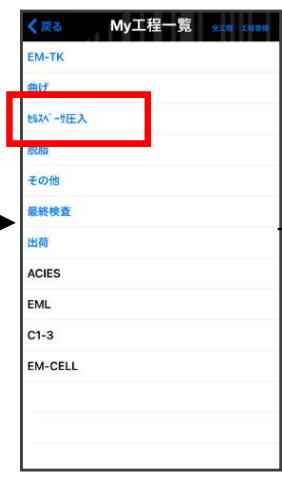 戻る My工程一覧 全工程 工程登録
EM-TK
曲げ
ｾﾙｽﾍﾟｰｻ圧入
脱脂
その他
最終検査
出荷
ACIES
EML
C1-3
EM-CELL